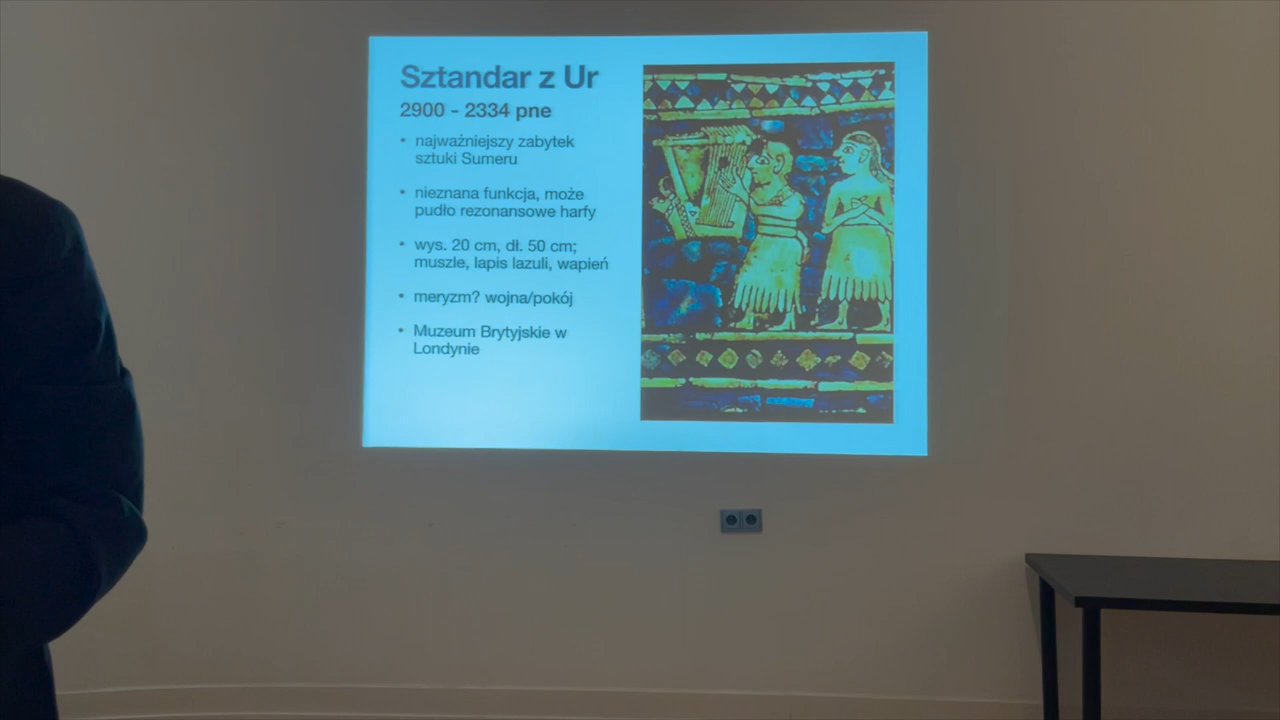 Sztandar z Ur
2900 - 2334 pne
• najważniejszy zabytek
sztuki Sumeru
• nieznana funkcja, może
pudło rezonansowe harfy
• wys. 20 cm, dł. 50 cm;
muszle, lapis lazuli, wapień
• meryzm? wojna/pokój
• Muzeum Brytyjskie w
Londynie